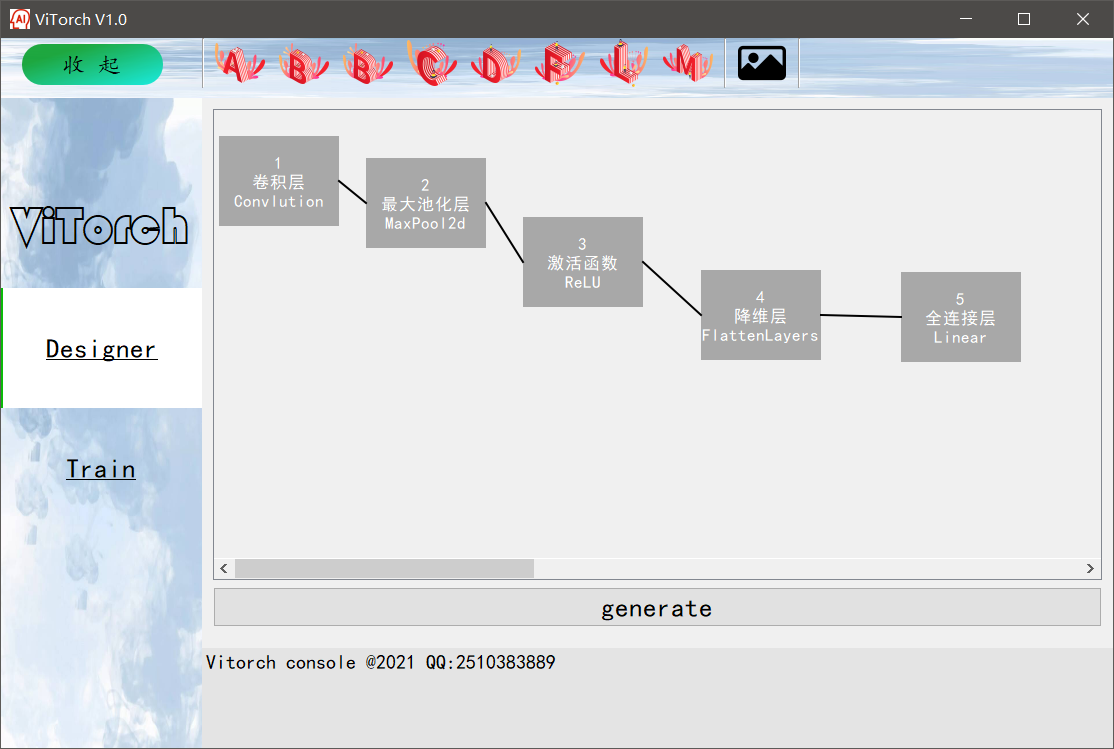 ViTorch V1.0
收 起
A B B C D F L M
ViTorch
Designer
Train
1
卷积层
Convlution
2
最大池化层
MaxPool2d
3
激活函数
ReLU
4
降维层
FlattenLayers
5
全连接层
Linear
generate
Vitorch console @2021 QQ:2510383889